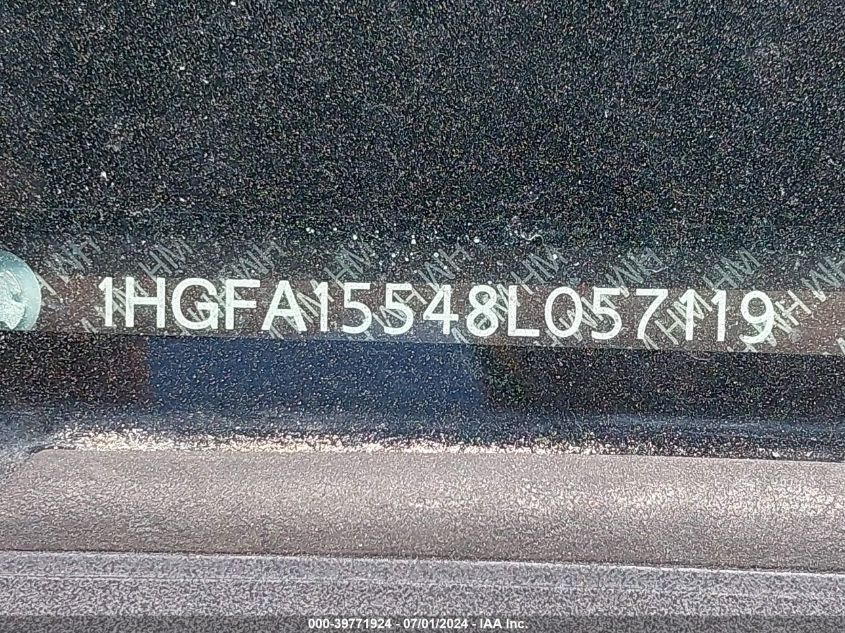 1HGFA15548L057119
000-39771924 - 07/01/2024 - IAA Inc.